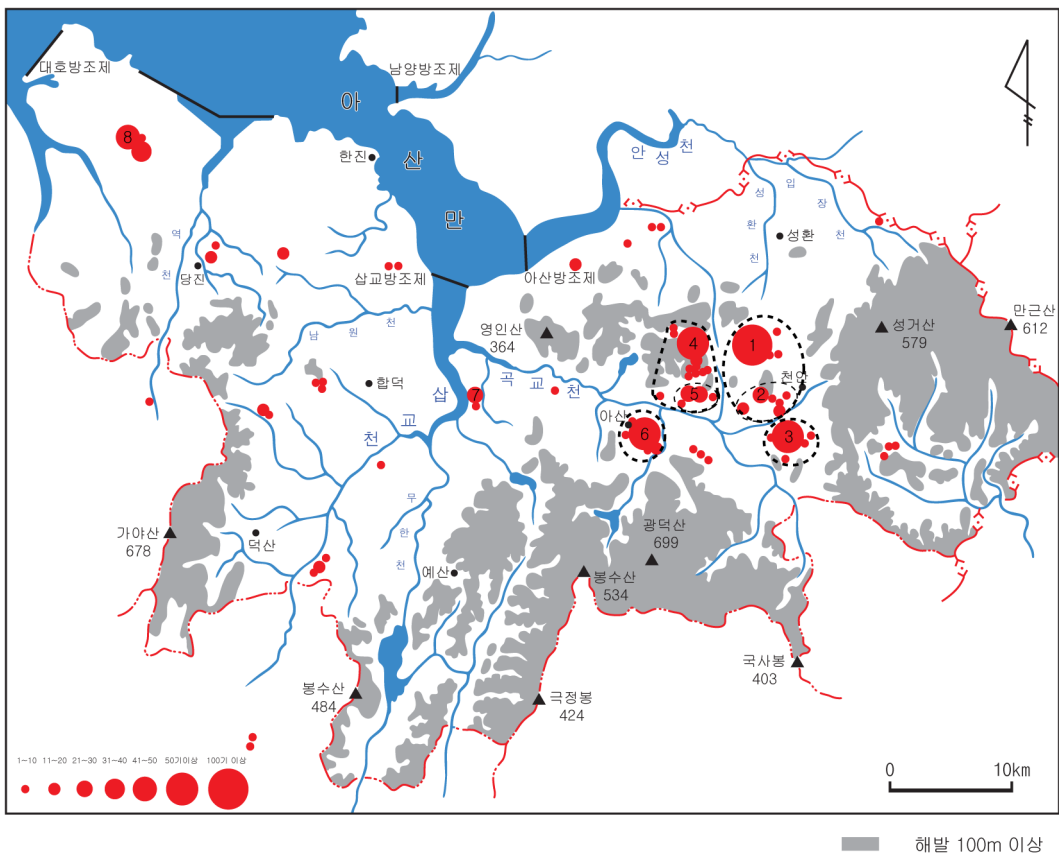 대호방조제
남양방조제
아
산
만
안
성
천
한진
8
성
환
천
입
장
천
성환
역
천
당진
삽교방조제
아산방조제
만근산
612
성거산
579
영인산
364
4
1
남
원
천
합덕
삽
교
천
곡
교
천
7
5
2
천안
아산
6
3
무
한
천
가야산
678
덕산
예산
광덕산
699
봉수산
534
국사봉
403
봉수산
484
극정봉
424
1~10 11~20 21~30 31~40 41~50 50기이상 100기 이상
0 10km
해발 100m 이상